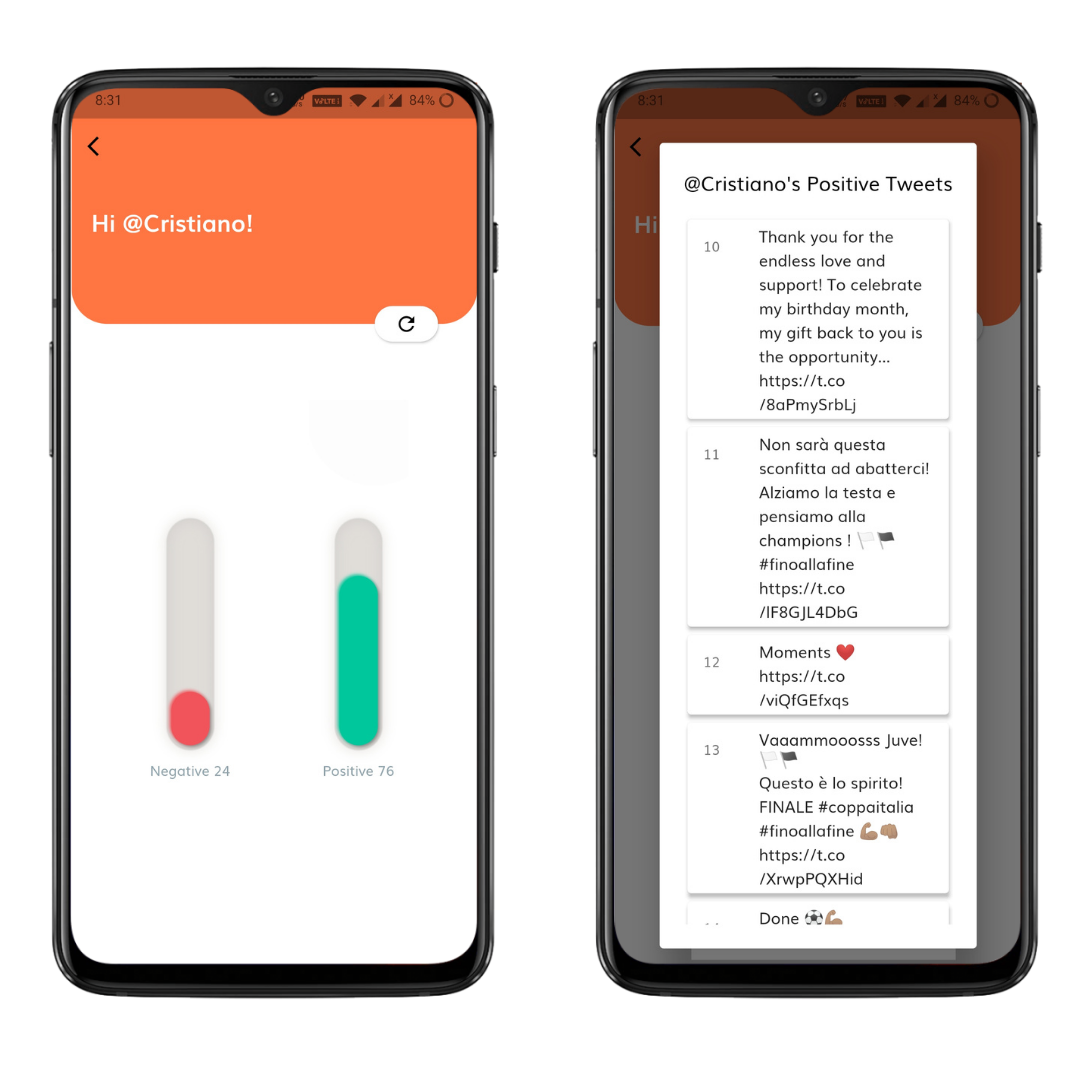 8:31
VoLTE 84%
Hi @Cristiano!
Negative 24
Positive 76
8:31
VoLTE 84%
Hi
@Cristiano's Positive Tweets
10
Thank you for the
endless love and
support! To celebrate
my birthday month,
my gift back to you is
the opportunity...
https://t.co
/8aPmySrbLj
11
Non sarà questa
sconfitta ad abatterci!
Alziamo la testa e
pensiamo alla
champions ! 🏳️🏴
#finoallafine
https://t.co
/lF8GJL4DbG
12
Moments ❤️
https://t.co
/viQfGEfxqs
13
Vaaammooosss Juve!
🏳️🏴
Questo è lo spirito!
FINALE #coppaitalia
#finoallafine 💪🏽👊🏽
https://t.co
/XrwpPQXHid
Done ⚽💪🏽